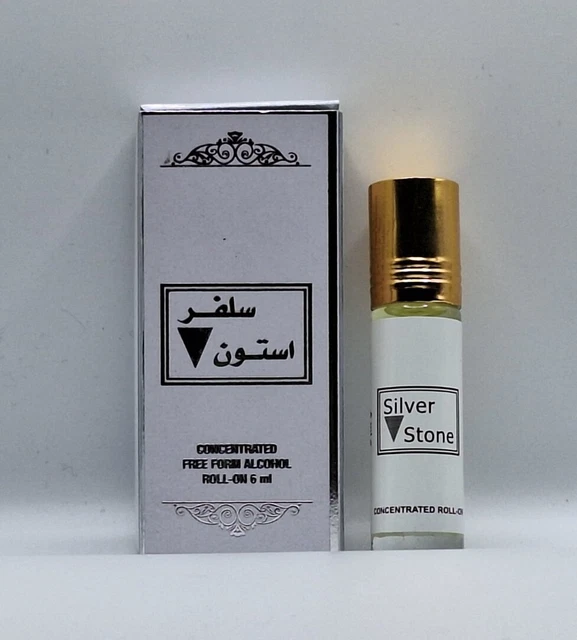 سلفر
استون
CONCENTRATED
FREE FORM ALCOHOL
ROLL-ON 6 ml
Silver
Stone
CONCENTRATED ROLL-ON